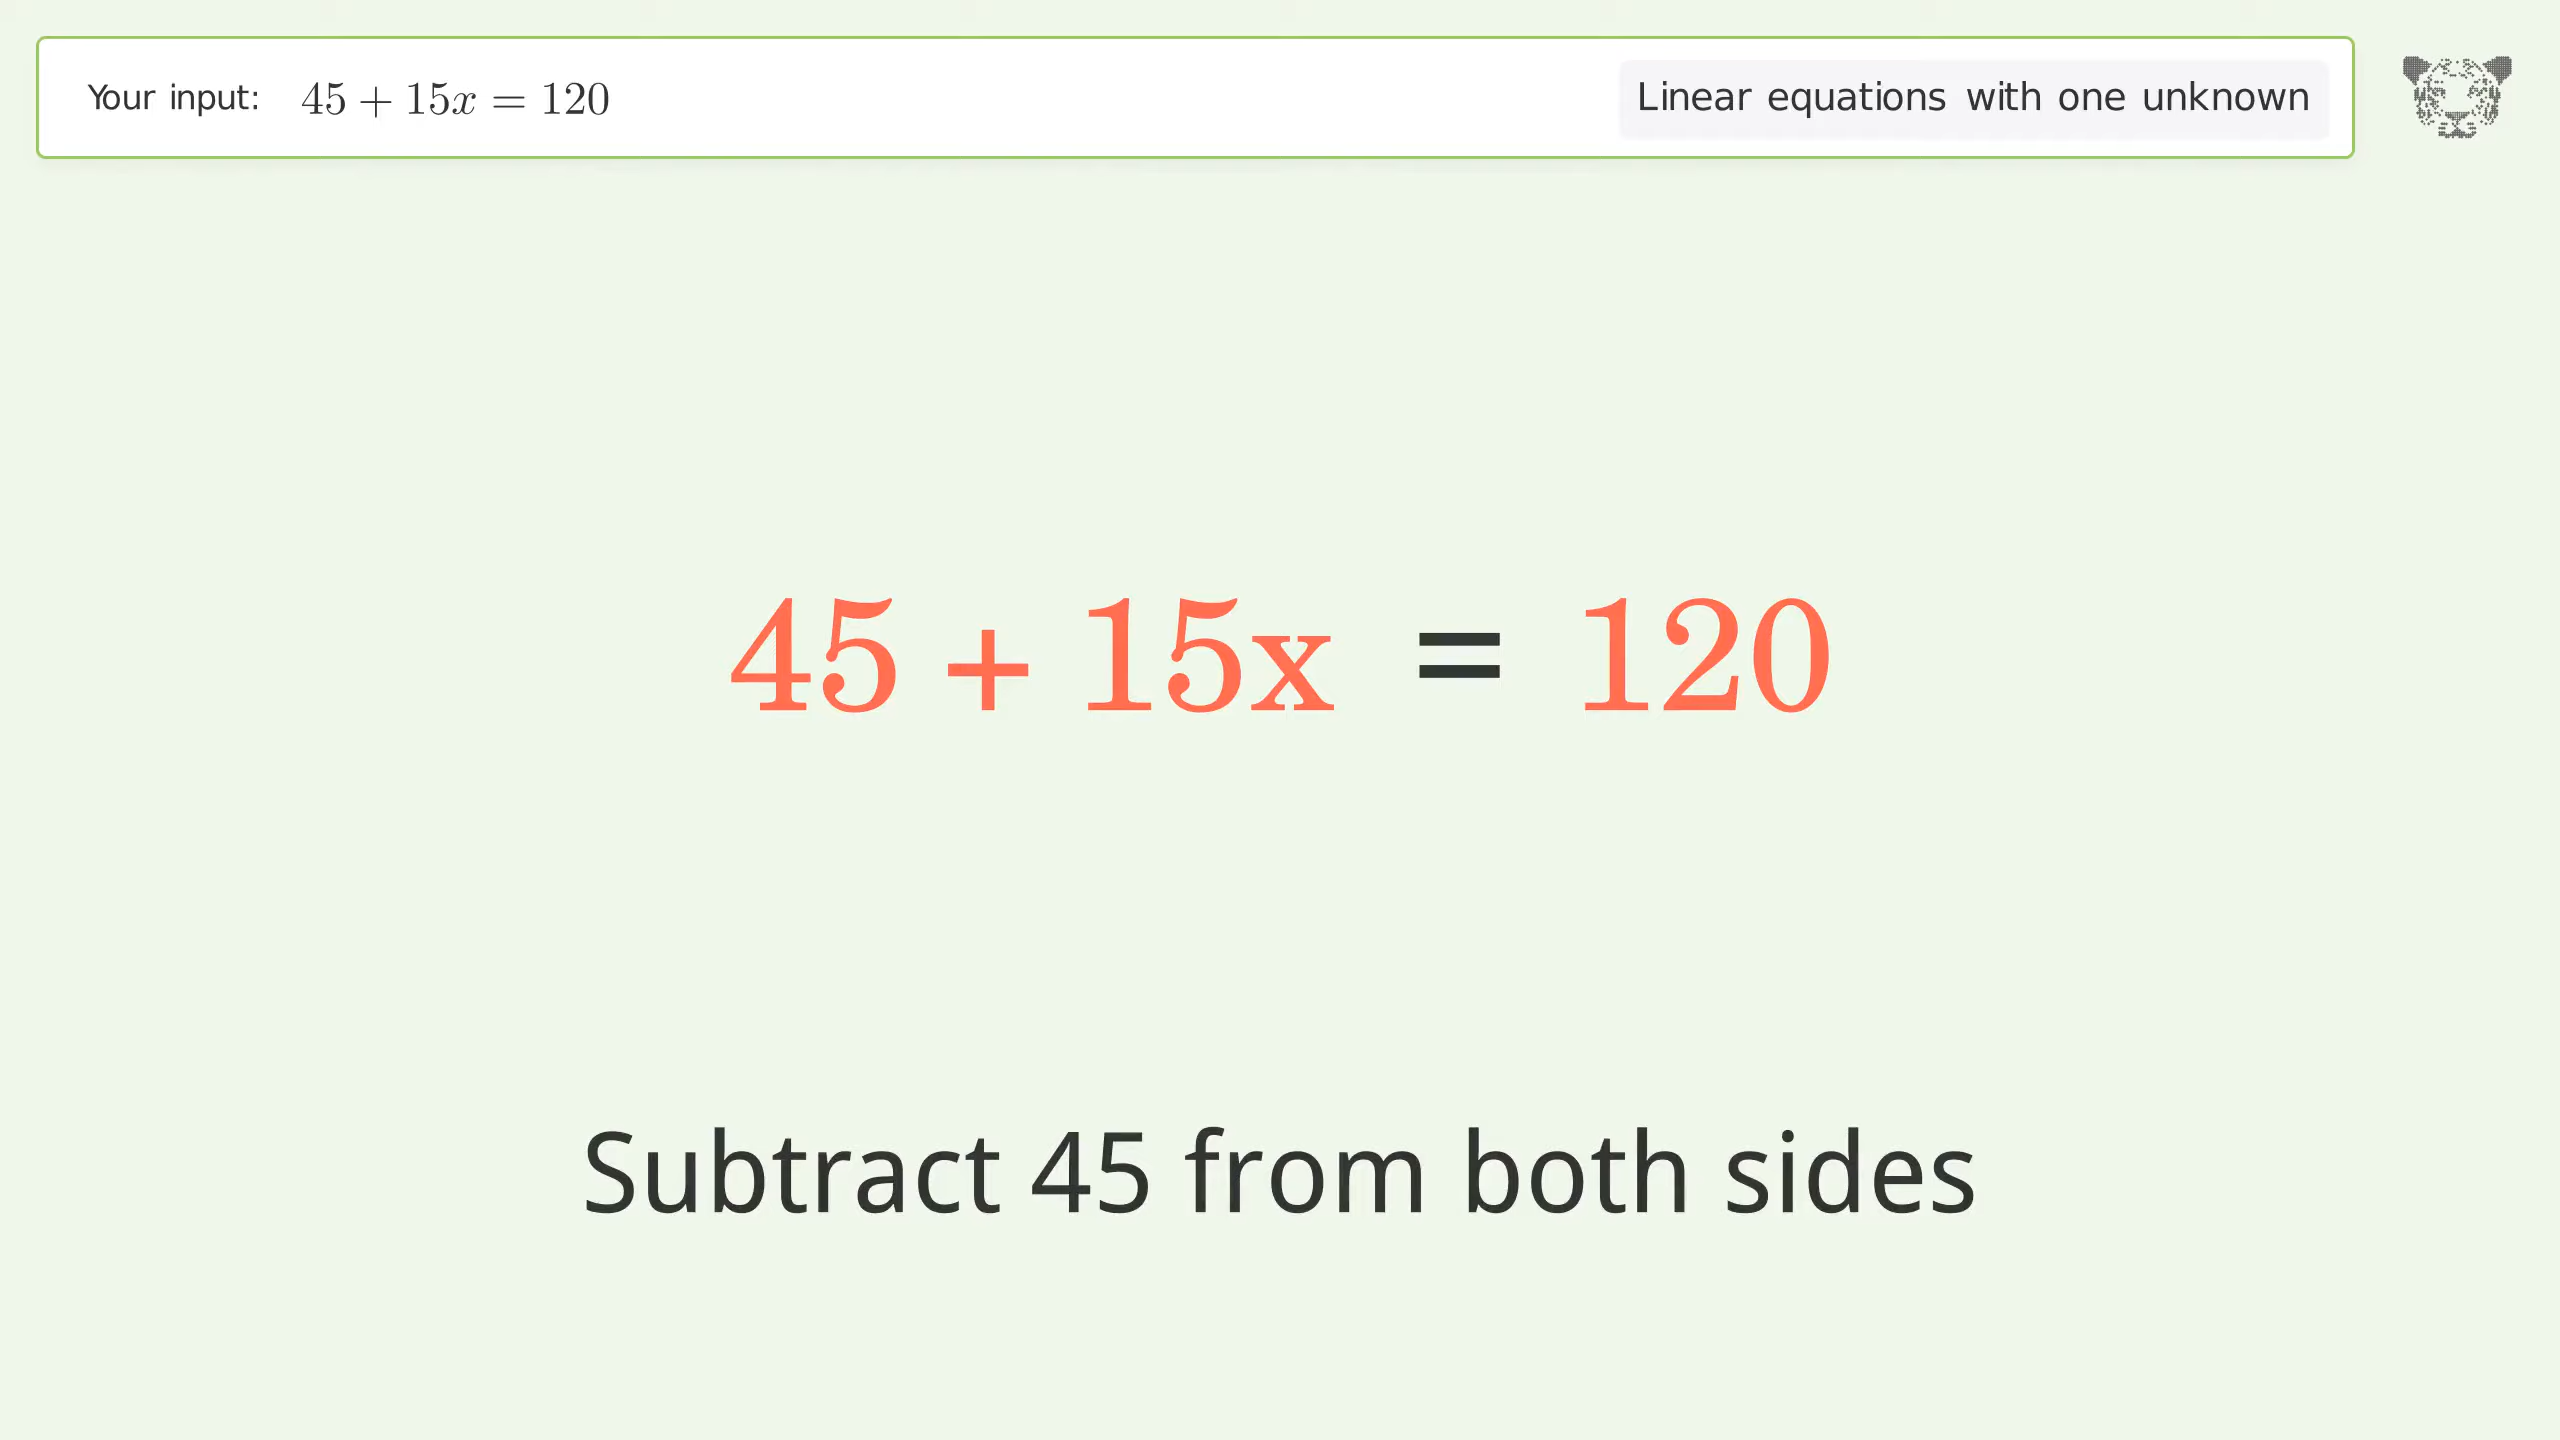 Your input: 45 + 15x = 120
Linear equations with one unknown
45 + 15x = 120
Subtract 45 from both sides